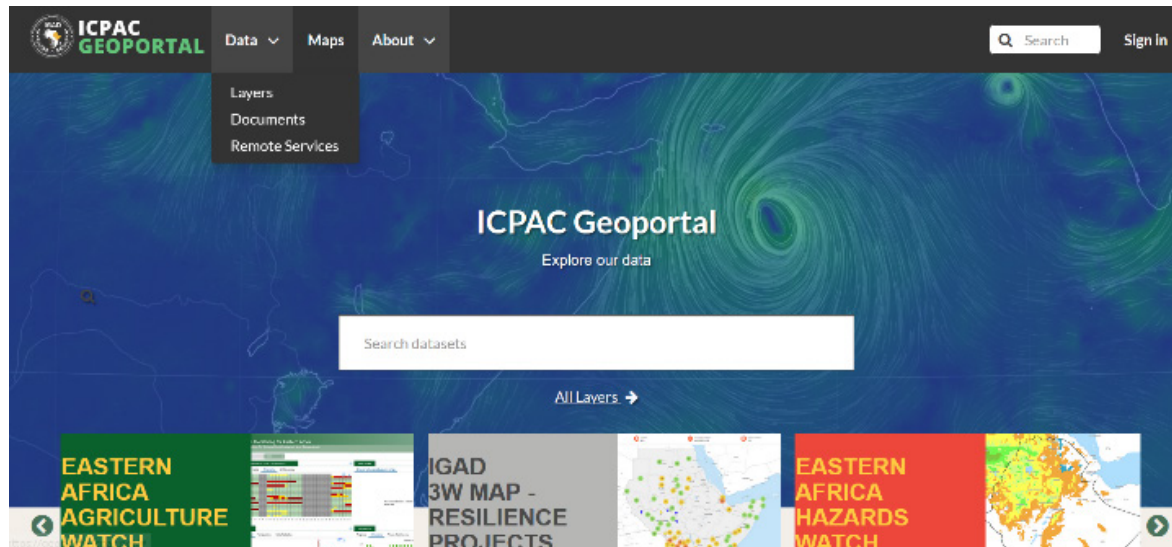 IGAD
ICPAC
GEOPORTAL
Data
Maps
About
Search
Sign in
Layers
Documents
Remote Services
ICPAC Geoportal
Explore our data
Search datasets
All Layers
EASTERN
AFRICA
AGRICULTURE
WATCH
IGAD
3W MAP -
RESILIENCE
PROJECTS
EASTERN
AFRICA
HAZARDS
WATCH